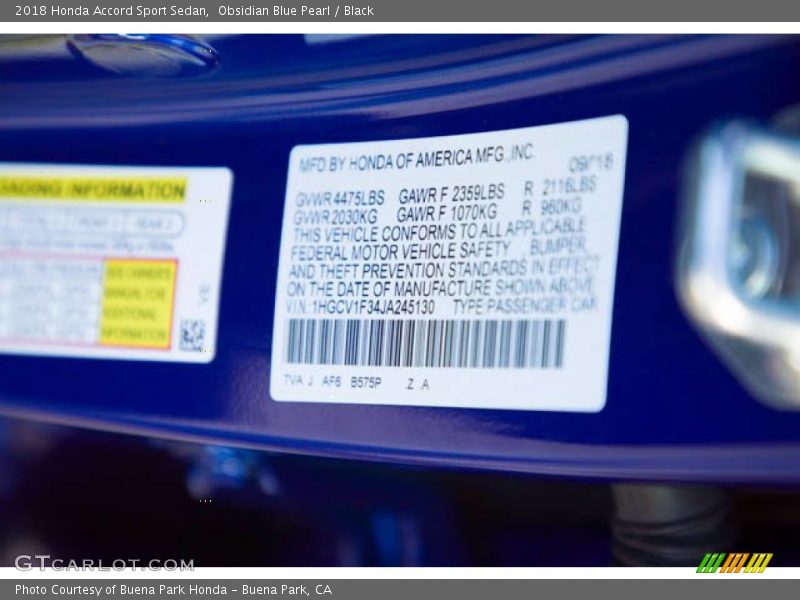 2018 Honda Accord Sport Sedan,  Obsidian Blue Pearl / Black
MFD.BY HONDA OF AMERICA MFG.,INC. 09/18
GVWR 4475LBS GAWR F 2359LBS R 2116LBS
GVWR 2030KG GAWR F 1070KG R 960KG
THIS VEHICLE CONFORMS TO ALL APPLICABLE
FEDERAL MOTOR VEHICLE SAFETY BUMPER
AND THEFT PREVENTION STANDARDS IN EFFECT
ON THE DATE OF MANUFACTURE SHOWN ABOVE
V.I.N. 1HGCV1F34JA245130 TYPE PASSENGER CAR
TVA J AF6 B575P Z .A
LOADING INFORMATION
SEE OWNER'S
MANUAL FOR
ADDITIONAL
INFORMATION
GTCARLOT.COM
Photo Courtesy of Buena Park Honda – Buena Park, CA